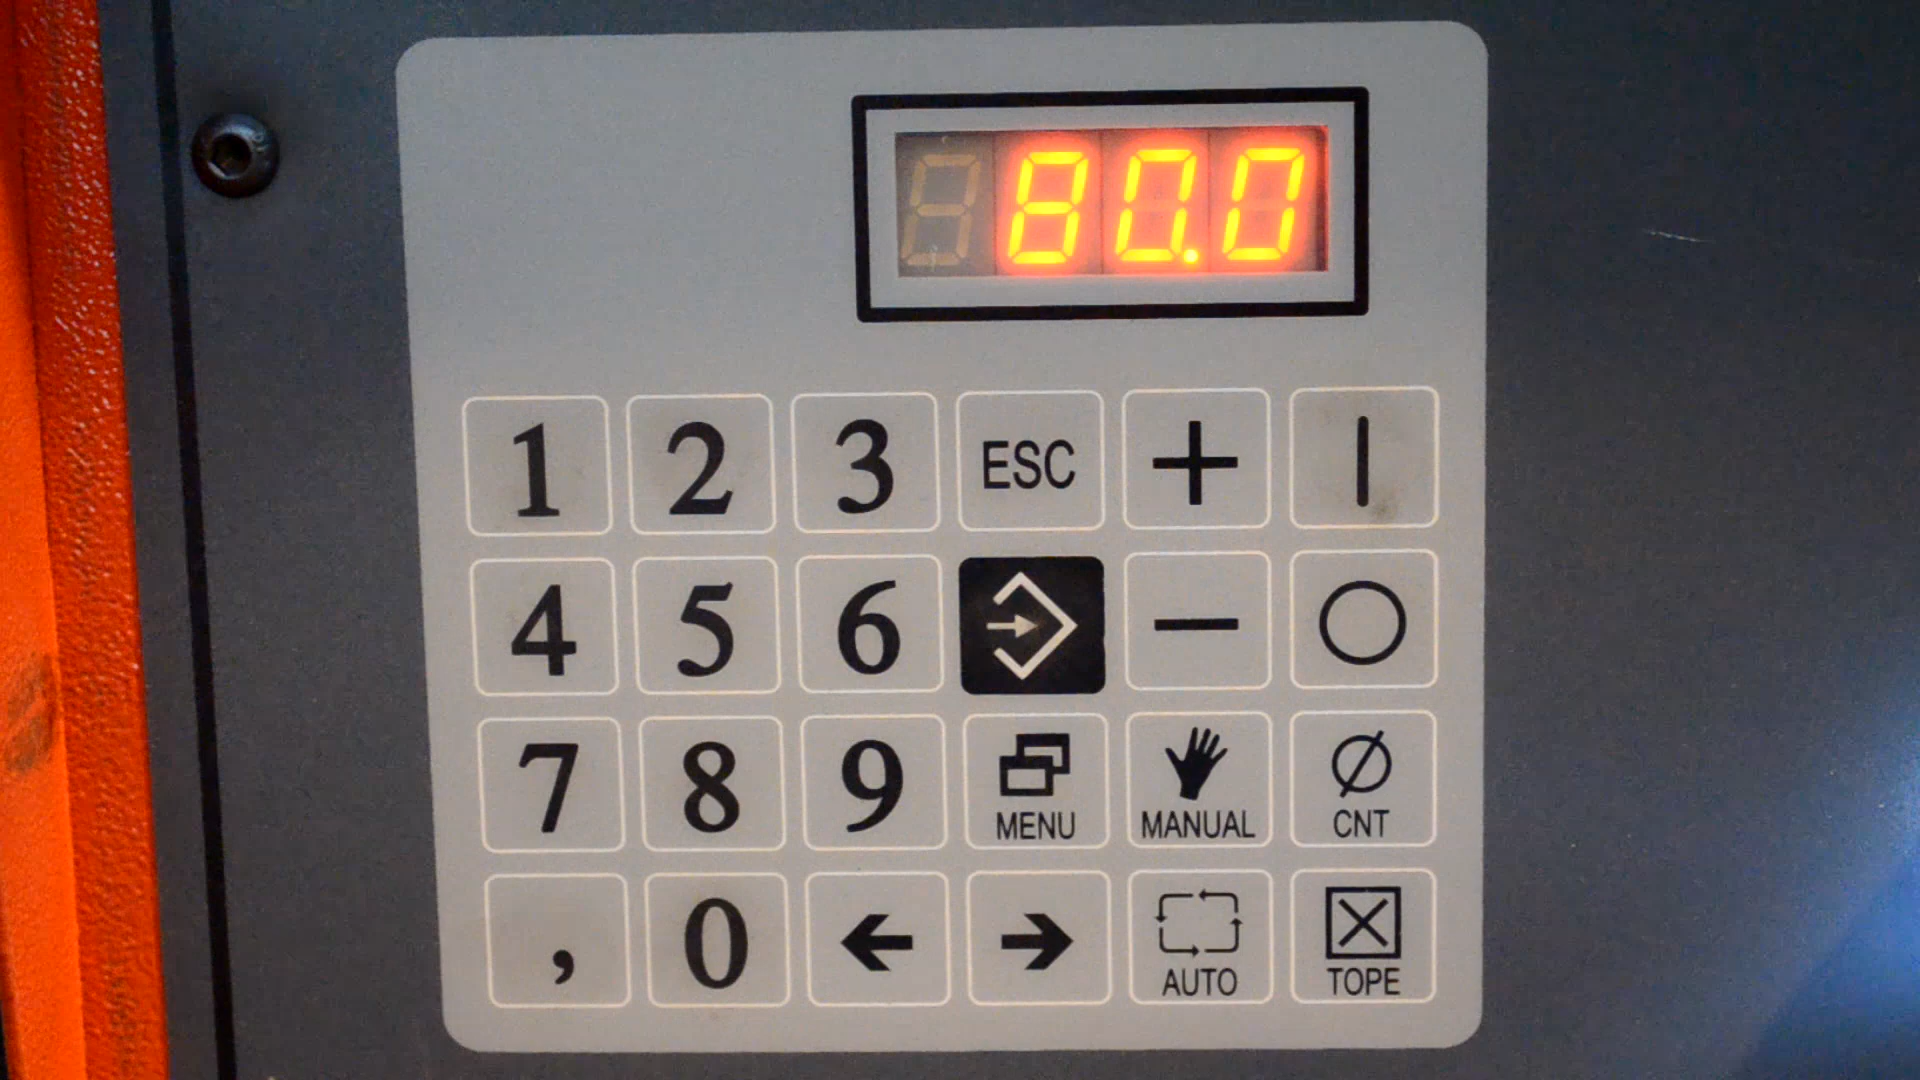 80.0
1 2 3 ESC + |
4 5 6 −
7 8 9 MENU MANUAL Ø CNT
, 0 ← → AUTO TOPE